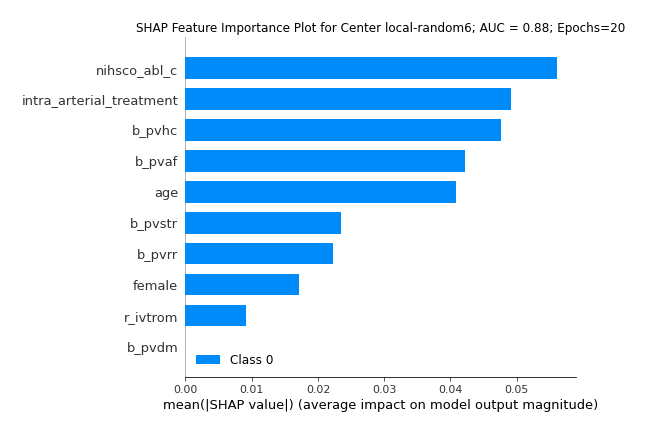 SHAP Feature Importance Plot for Center local-random6; AUC = 0.88; Epochs=20
nihsco_abl_c
intra_arterial_treatment
b_pvhc
b_pvaf
age
b_pvstr
b_pvrr
female
r_ivtrom
b_pvdm
Class 0
0.00 0.01 0.02 0.03 0.04 0.05
mean(|SHAP value|) (average impact on model output magnitude)